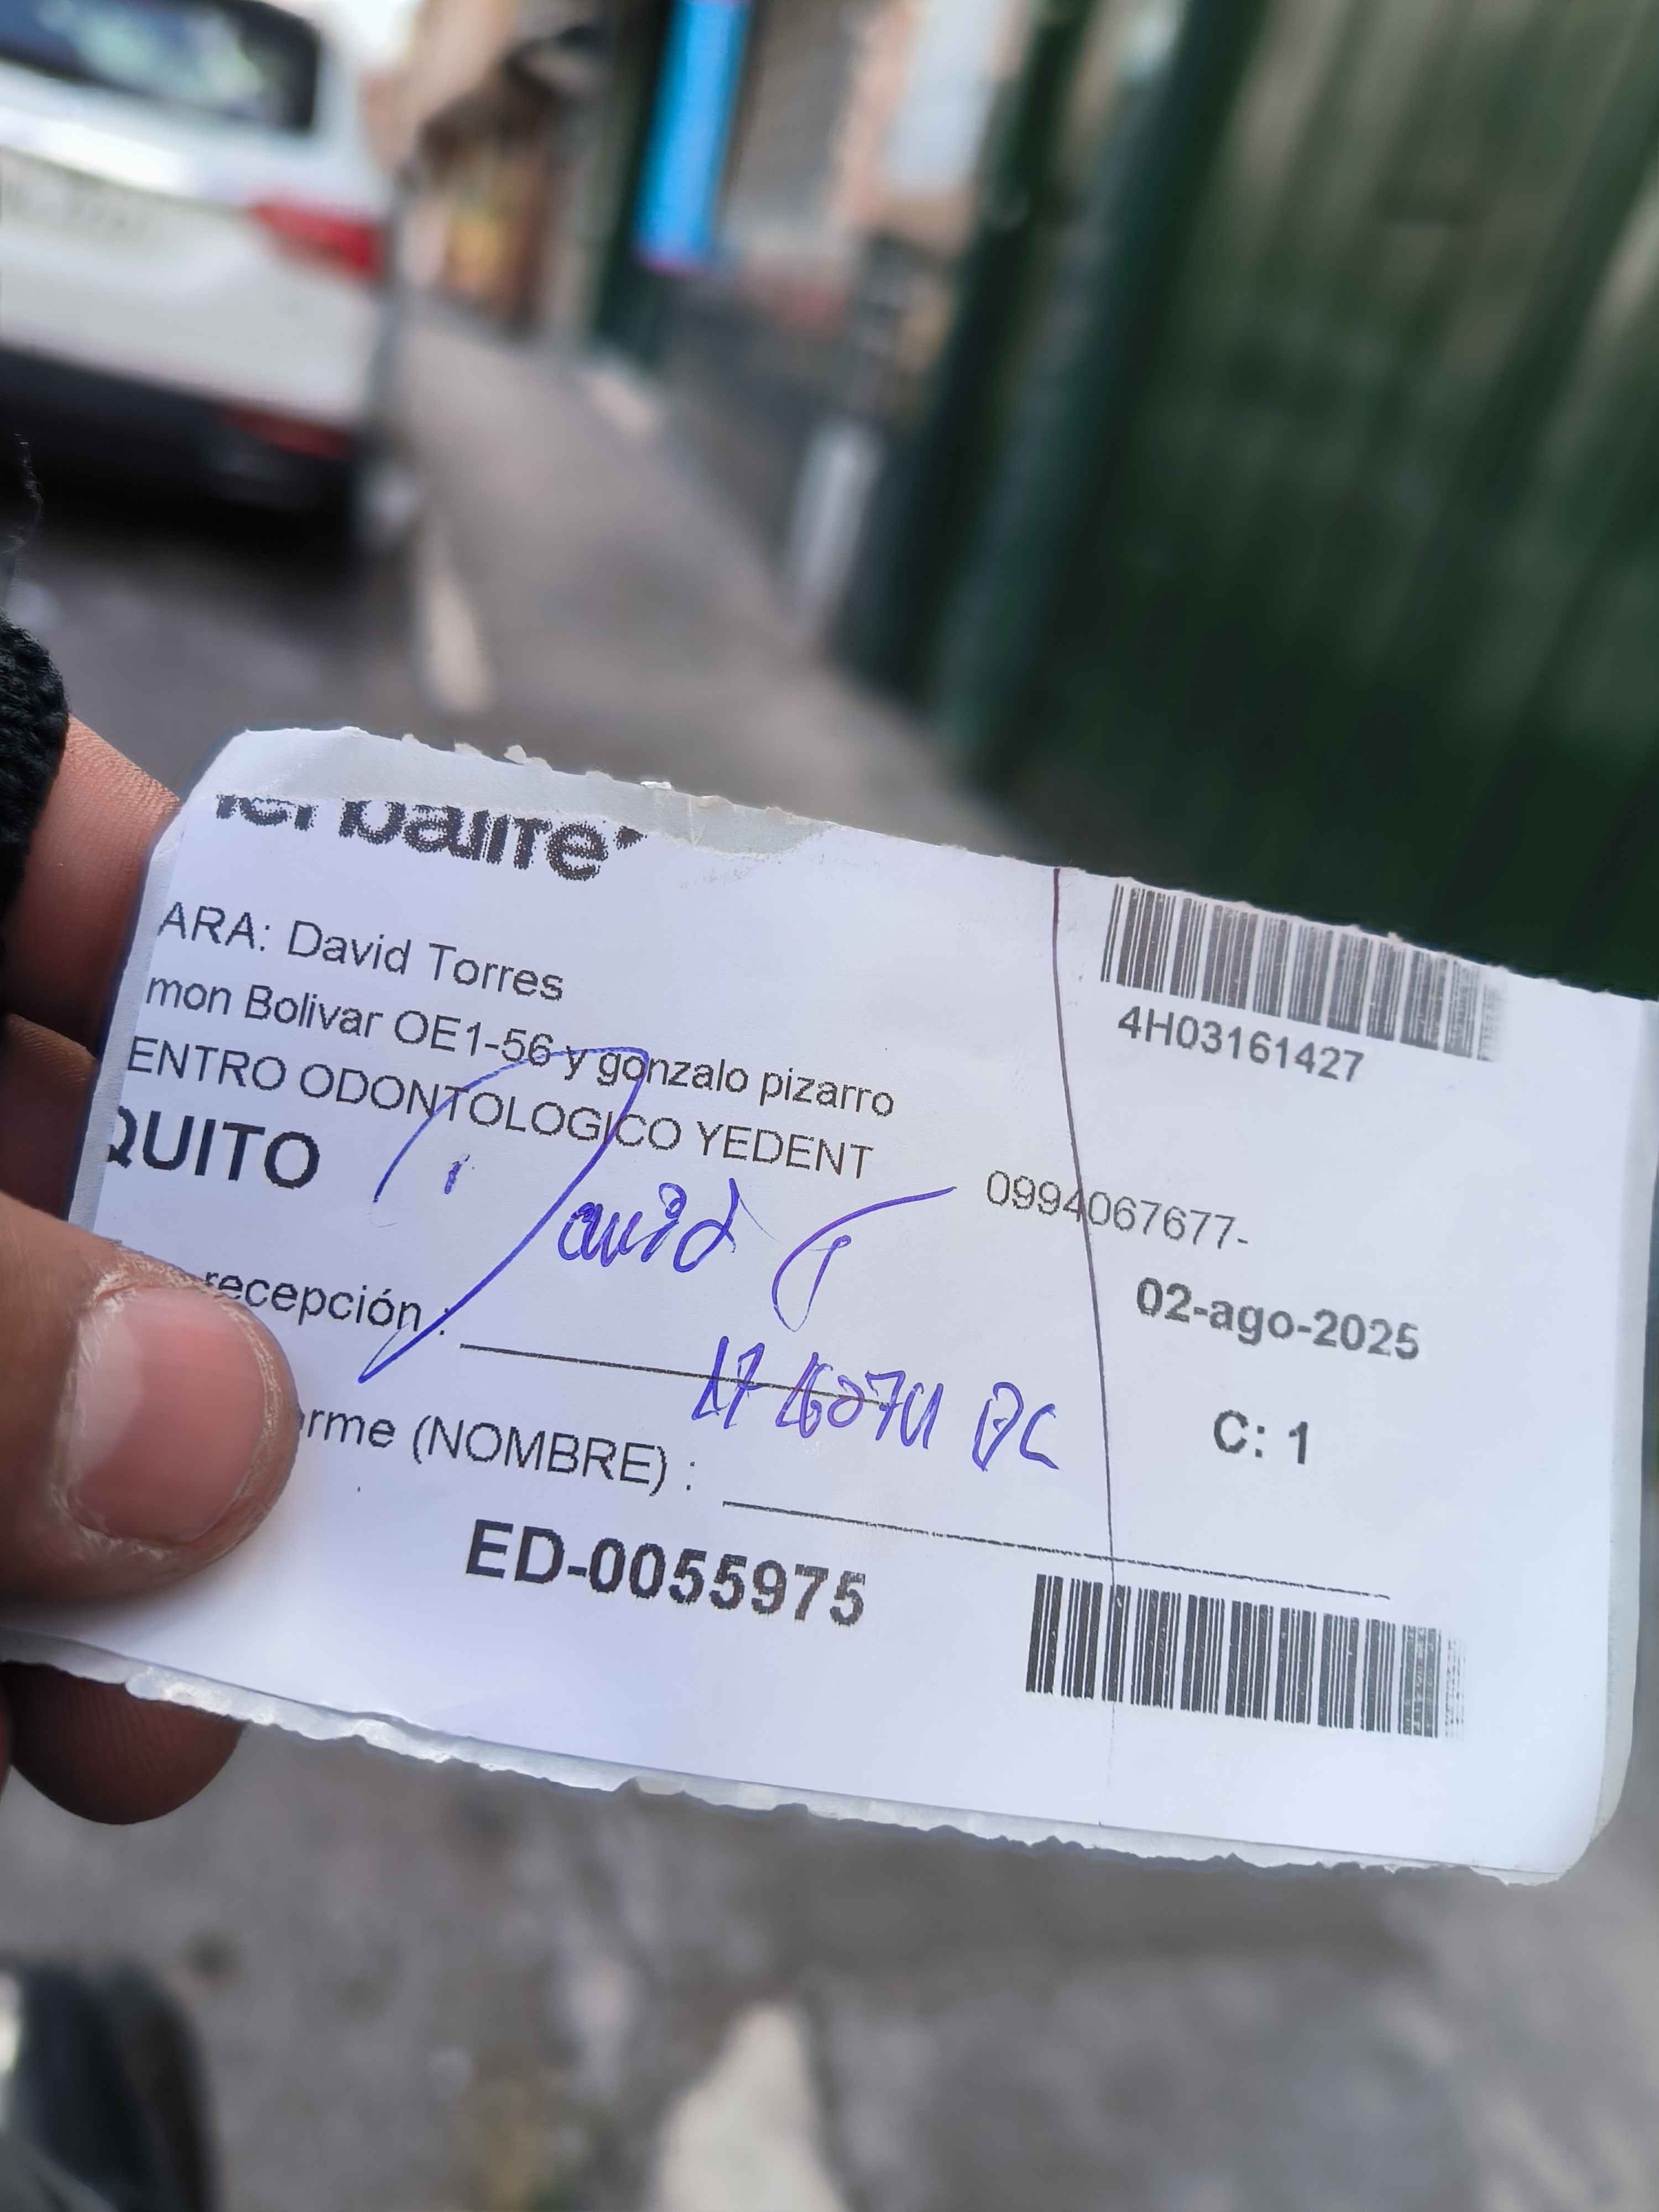 ARA: David Torres
4H03161427
mon Bolivar OE1-56 y gonzalo pizarro
ENTRO ODONTOLOGICO YEDENT
0994067677-
QUITO
David T
recepción :
02-ago-2025
rme (NOMBRE) :
C: 1
ED-0055975